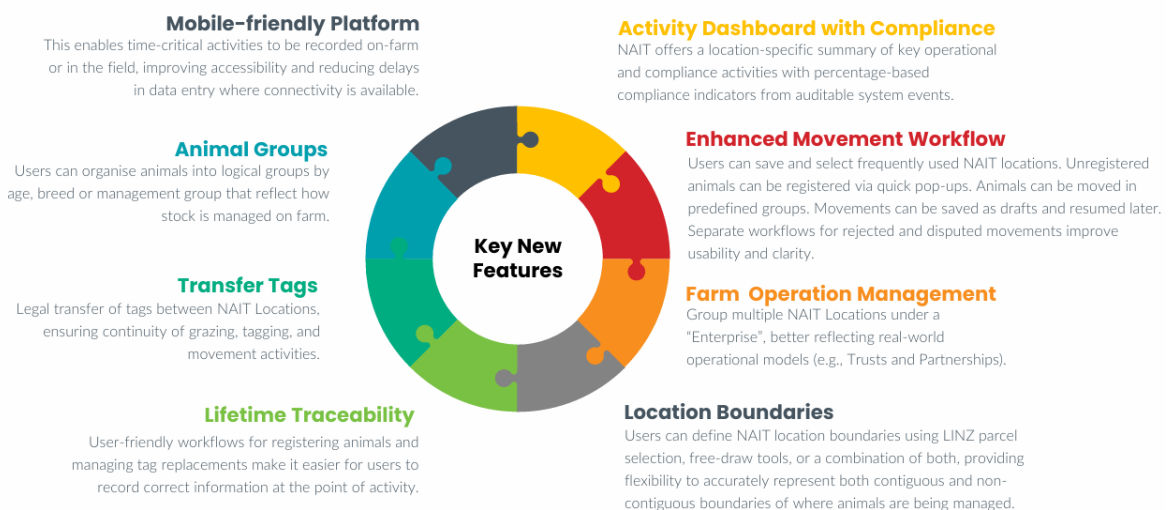 Mobile-friendly Platform
This enables time-critical activities to be recorded on-farm
or in the field, improving accessibility and reducing delays
in data entry where connectivity is available.
Animal Groups
Users can organise animals into logical groups by
age, breed or management group that reflect how
stock is managed on farm.
Transfer Tags
Legal transfer of tags between NAIT Locations,
ensuring continuity of grazing, tagging, and
movement activities.
Lifetime Traceability
User-friendly workflows for registering animals and
managing tag replacements make it easier for users to
record correct information at the point of activity.
Key New
Features
Activity Dashboard with Compliance
NAIT offers a location-specific summary of key operational
and compliance activities with percentage-based
compliance indicators from auditable system events.
Enhanced Movement Workflow
Users can save and select frequently used NAIT locations. Unregistered
animals can be registered via quick pop-ups. Animals can be moved in
predefined groups. Movements can be saved as drafts and resumed later.
Separate workflows for rejected and disputed movements improve
usability and clarity.
Farm Operation Management
Group multiple NAIT Locations under a
“Enterprise”, better reflecting real-world
operational models (e.g., Trusts and Partnerships).
Location Boundaries
Users can define NAIT location boundaries using LINZ parcel
selection, free-draw tools, or a combination of both, providing
flexibility to accurately represent both contiguous and non-
contiguous boundaries of where animals are being managed.